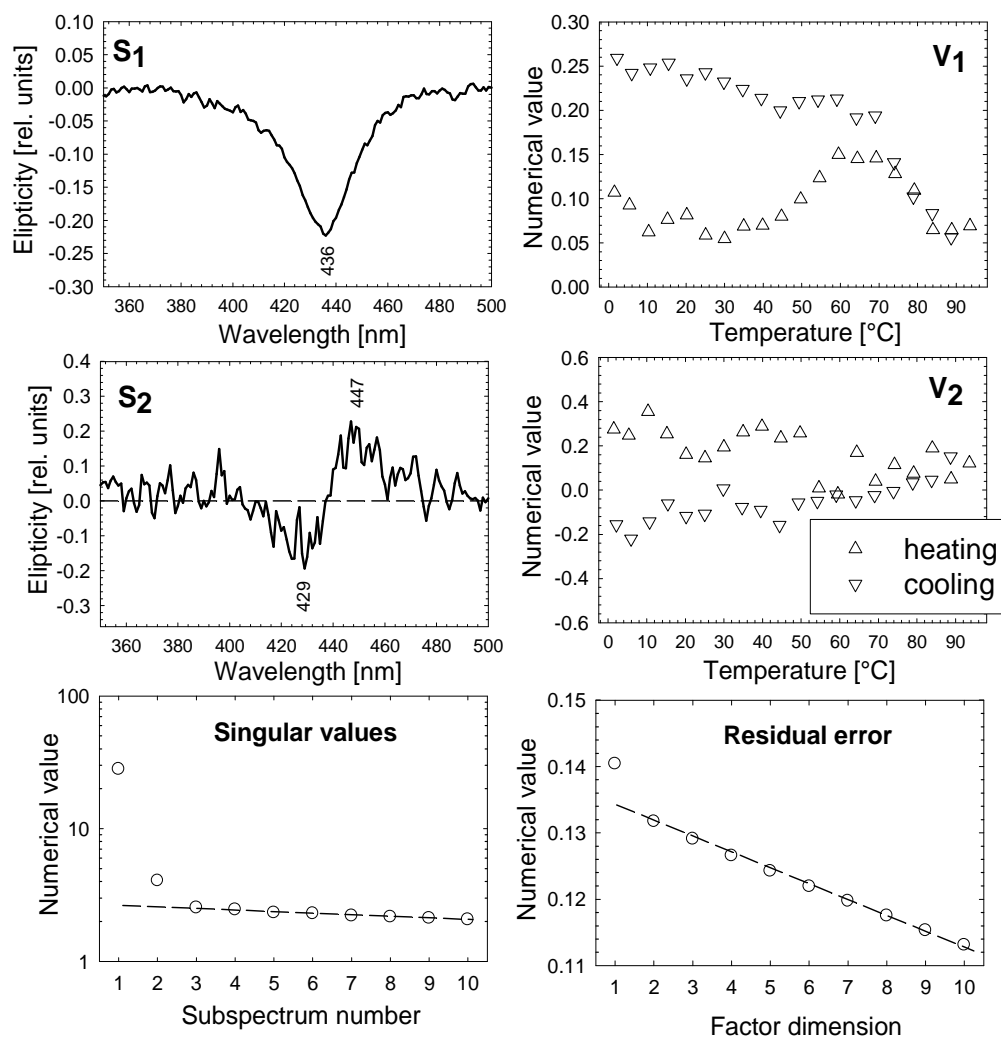 S1
Elipticity [rel. units]
0.10
0.05
0.00
-0.05
-0.10
-0.15
-0.20
-0.25
-0.30
436
360 380 400 420 440 460 480 500
Wavelength [nm]
V1
Numerical value
0.30
0.25
0.20
0.15
0.10
0.05
0.00
0 10 20 30 40 50 60 70 80 90
Temperature [°C]
S2
Elipticity [rel. units]
0.4
0.3
0.2
0.1
0.0
-0.1
-0.2
-0.3
447
429
360 380 400 420 440 460 480 500
Wavelength [nm]
V2
Numerical value
0.6
0.4
0.2
0.0
-0.2
-0.4
-0.6
heating
cooling
0 10 20 30 40 50 60 70 80 90
Temperature [°C]
Singular values
Numerical value
100
10
1
1 2 3 4 5 6 7 8 9 10
Subspectrum number
Residual error
Numerical value
0.15
0.14
0.13
0.12
0.11
1 2 3 4 5 6 7 8 9 10
Factor dimension